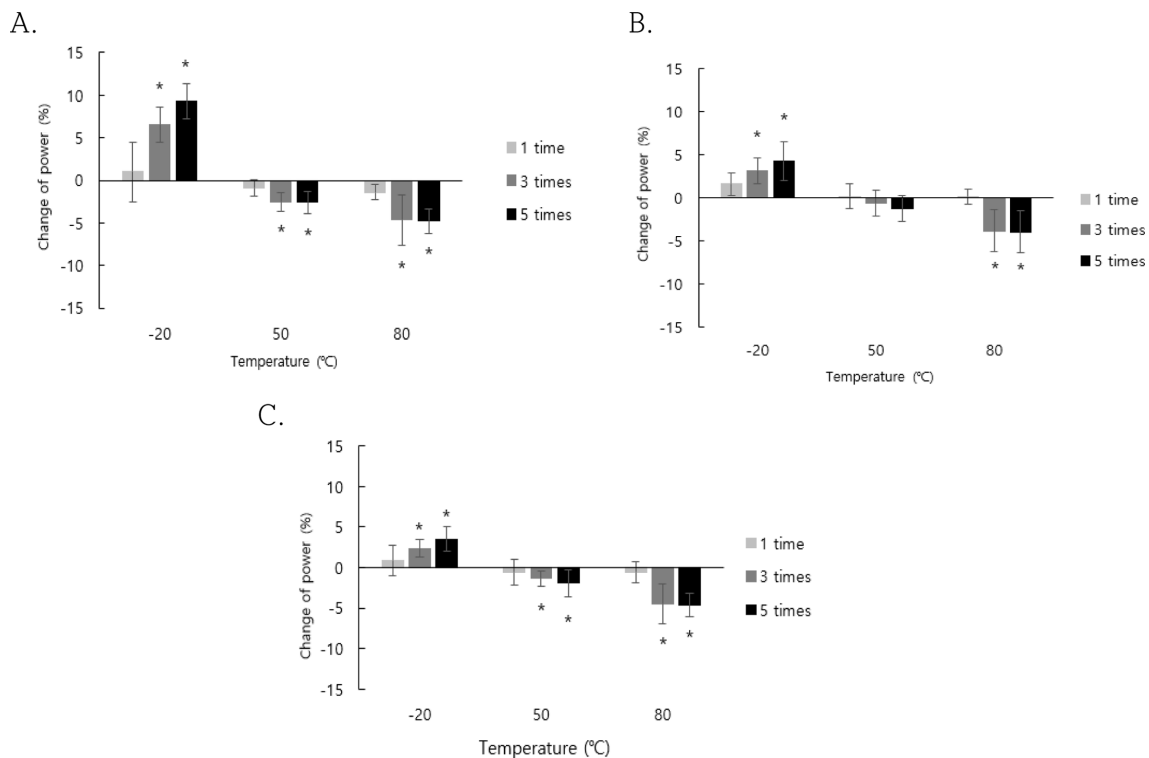 A.
15
10
5
0
-5
-10
-15
Change of power (%)
*
*
*
*
*
*
-20
50
80
Temperature (℃)
1 time
3 times
5 times
B.
15
10
5
0
-5
-10
-15
Change of power (%)
*
*
*
*
-20
50
80
Temperature (℃)
1 time
3 times
5 times
C.
15
10
5
0
-5
-10
-15
Change of power (%)
*
*
*
*
*
*
-20
50
80
Temperature (℃)
1 time
3 times
5 times